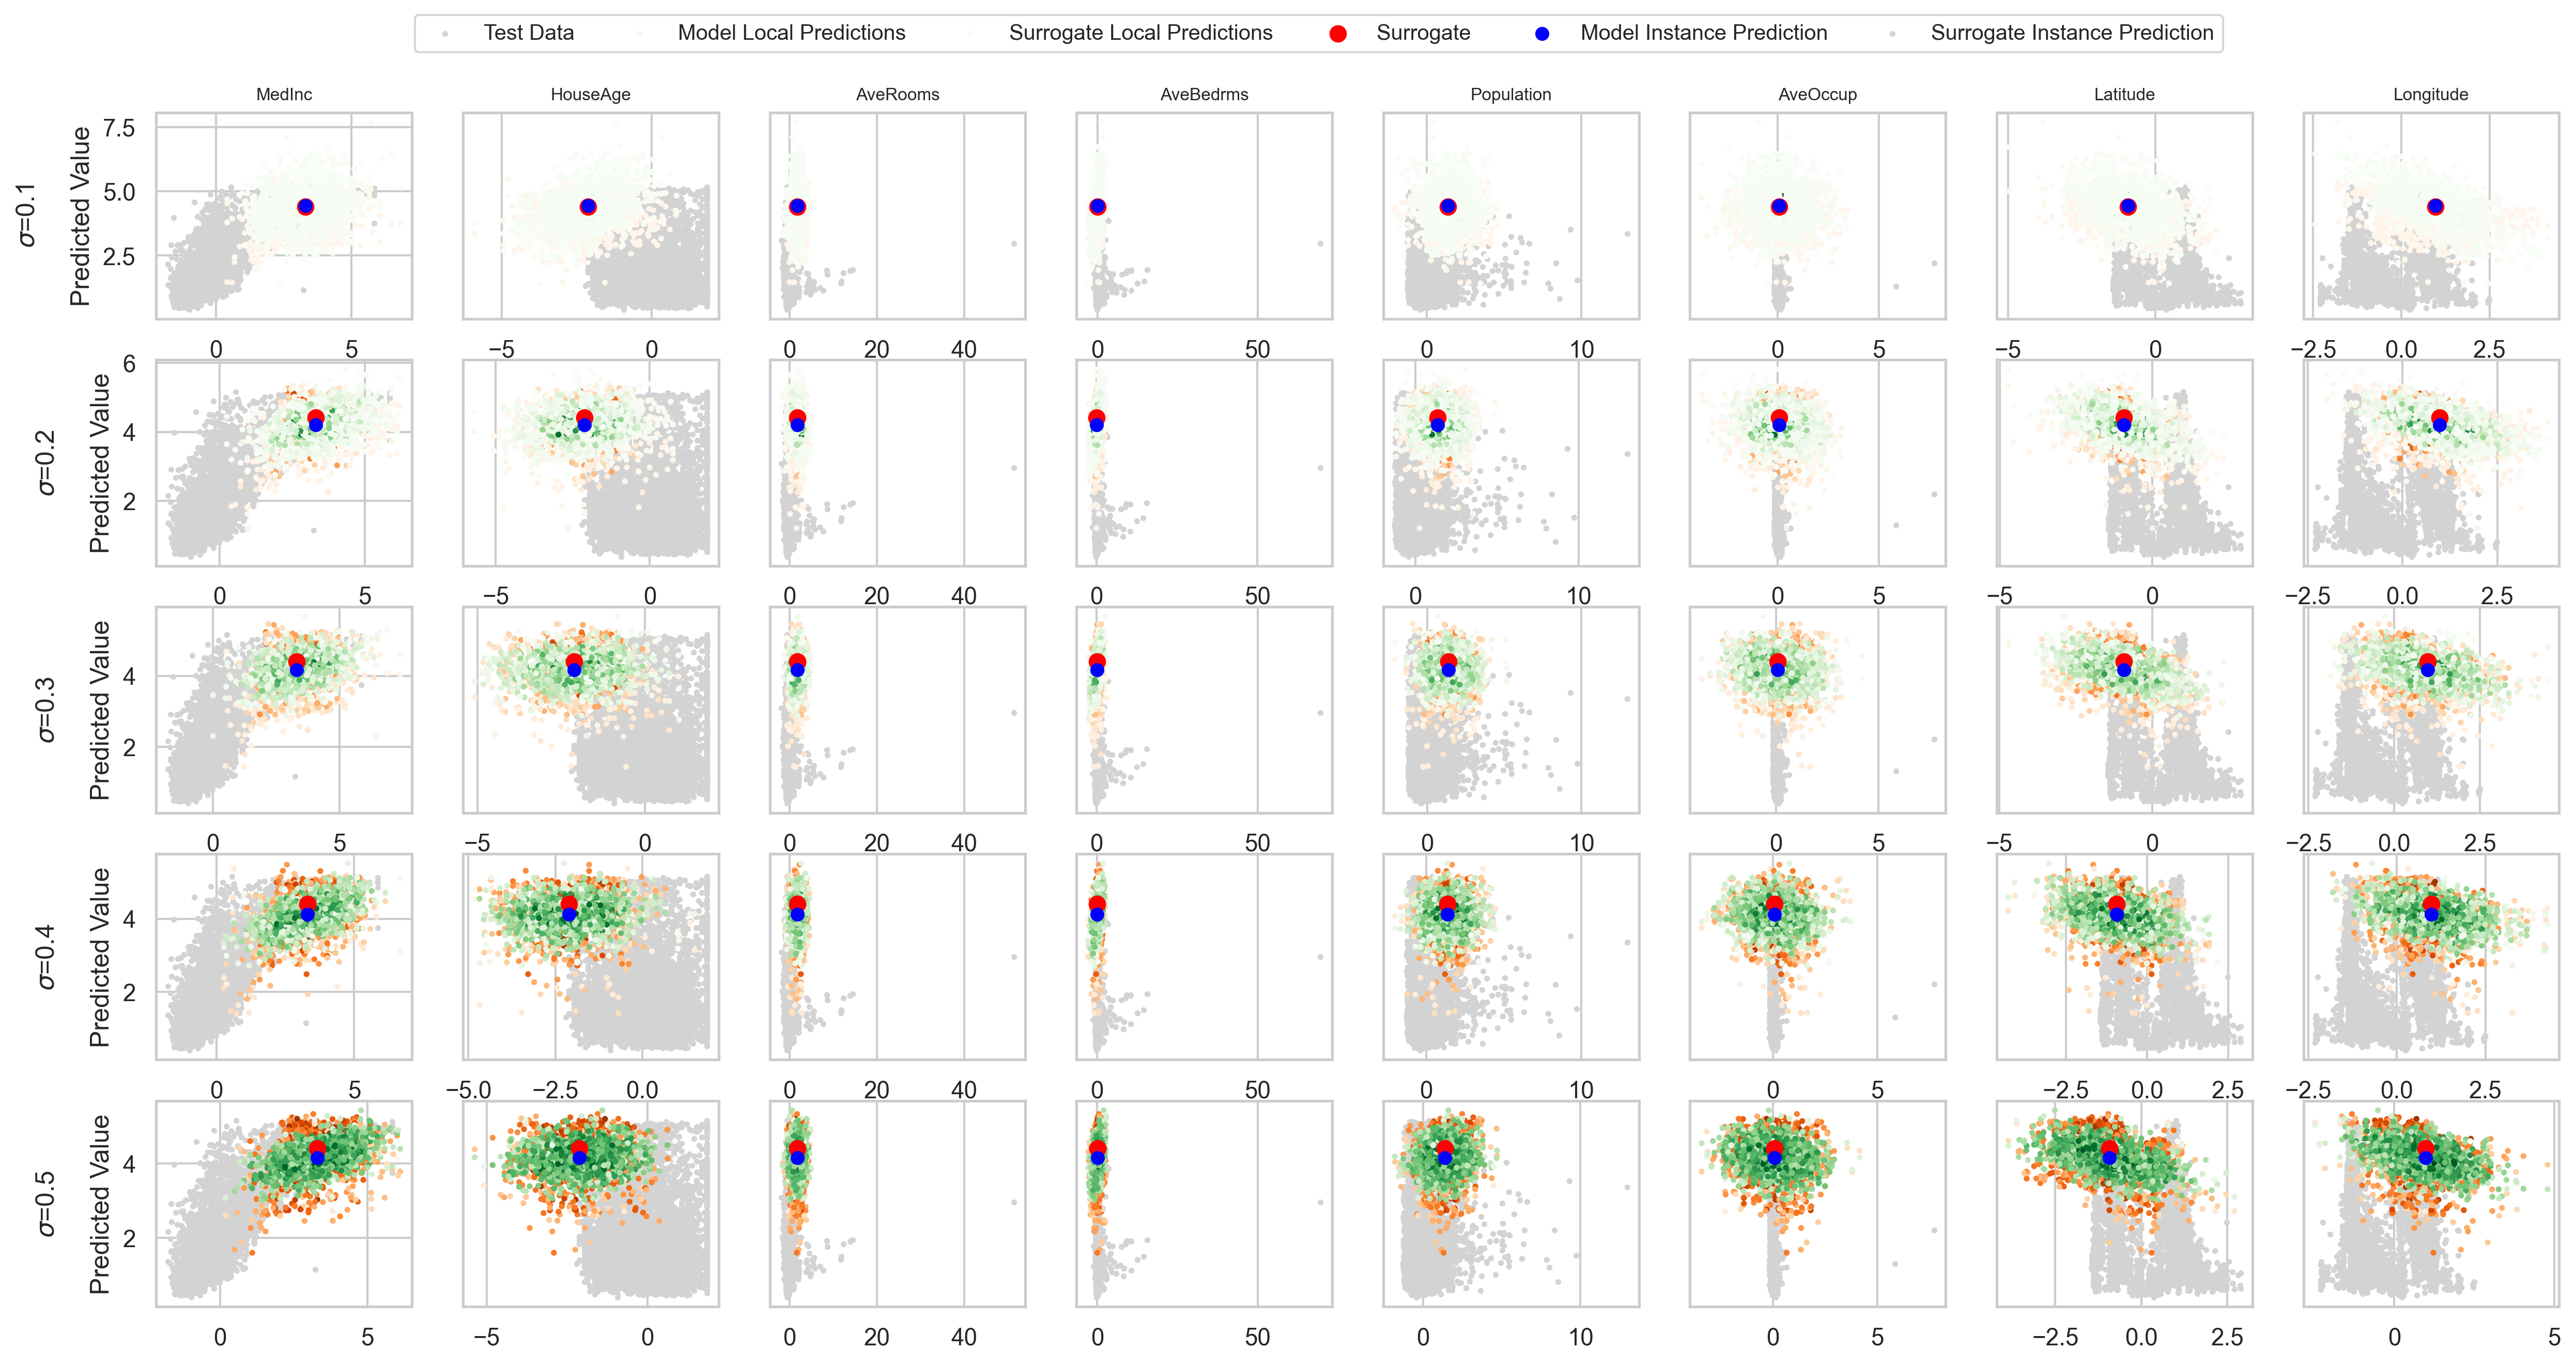 Test Data Model Local Predictions Surrogate Local Predictions Surrogate Model Instance Prediction Surrogate Instance Prediction
MedInc HouseAge AveRooms AveBedrms Population AveOccup Latitude Longitude
σ=0.1
Predicted Value
7.5
5.0
2.5
0 5 −5 0 0 20 40 0 50 0 10 0 5 −5 0 −2.5 0.0 2.5
σ=0.2
Predicted Value
6
4
2
0 5 −5 0 0 20 40 0 50 0 10 0 5 −5 0 −2.5 0.0 2.5
σ=0.3
Predicted Value
4
2
0 5 −5 0 0 20 40 0 50 0 10 0 5 −5 0 −2.5 0.0 2.5
σ=0.4
Predicted Value
4
2
0 5 −5.0 −2.5 0.0 0 20 40 0 50 0 10 0 5 −2.5 0.0 2.5 −2.5 0.0 2.5
σ=0.5
Predicted Value
4
2
0 5 −5 0 0 20 40 0 50 0 10 0 5 −2.5 0.0 2.5 0 5